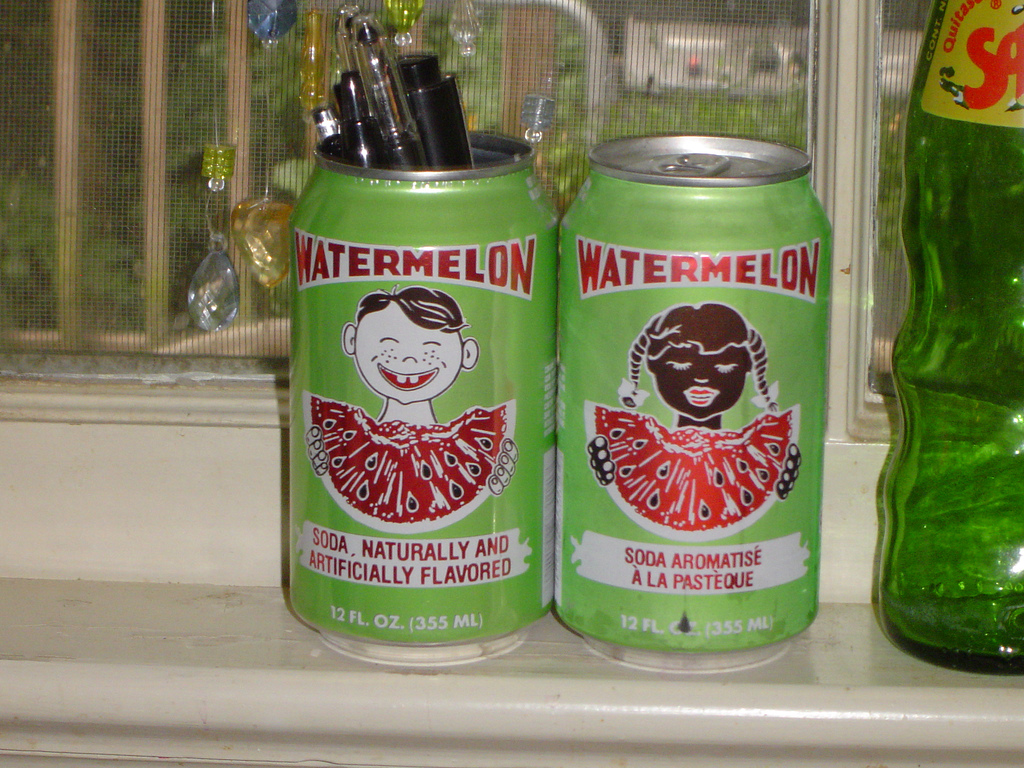 WATERMELON
SODA, NATURALLY AND
ARTIFICIALLY FLAVORED
12 FL. OZ. (355 ML)
WATERMELON
SODA AROMATISÉ
À LA PASTÈQUE
12 FL. OZ. (355 ML)
CONT N